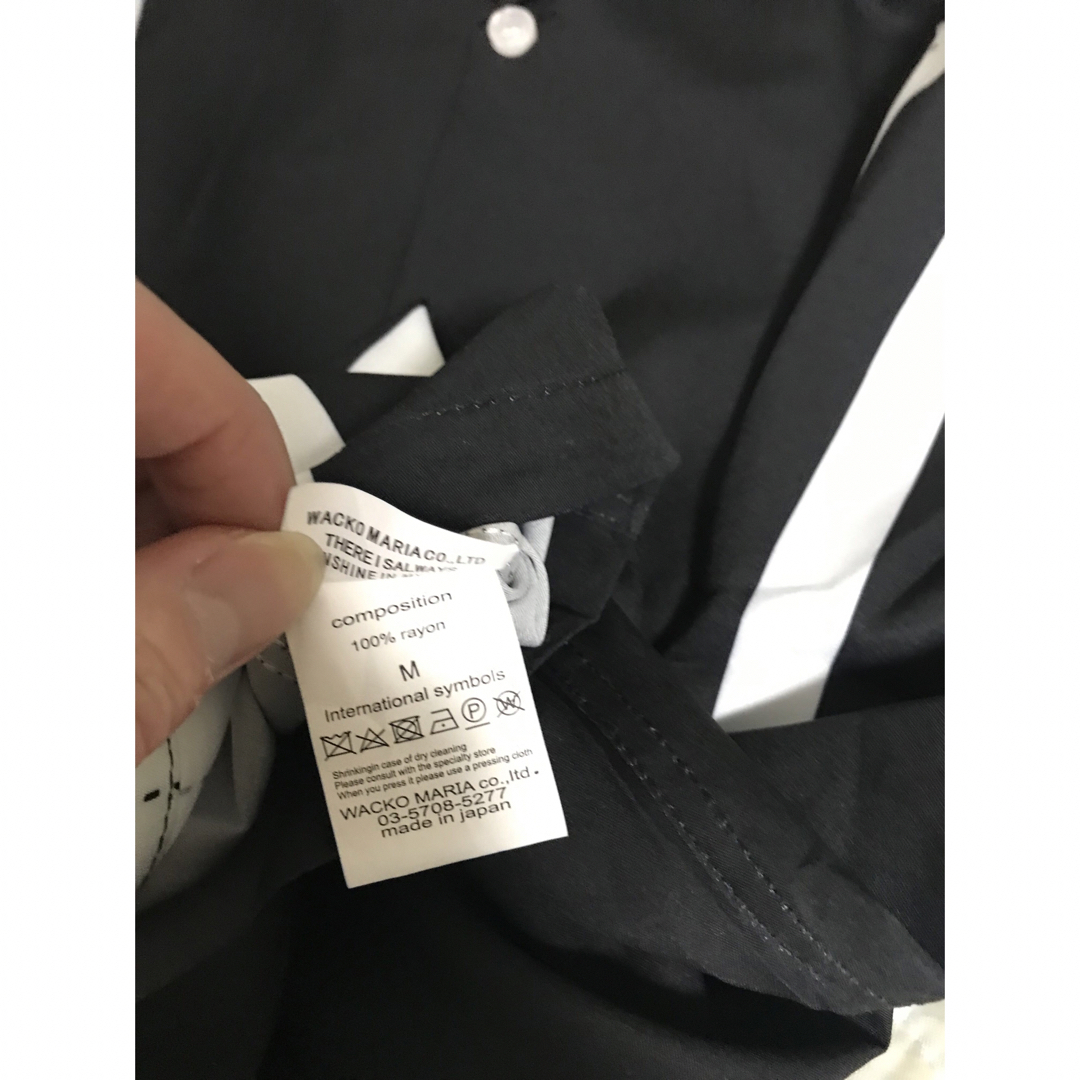 WACKO MARIA CO., LTD
THERE I SALWAYS
composition
100% rayon
M
International symbols
P W
Shrinkingin case of dry cleaning
Please consult with the specialty store
When you press it please use a pressing cloth
WACKO MARIA co.,ltd.
03-5708-5277
made in japan